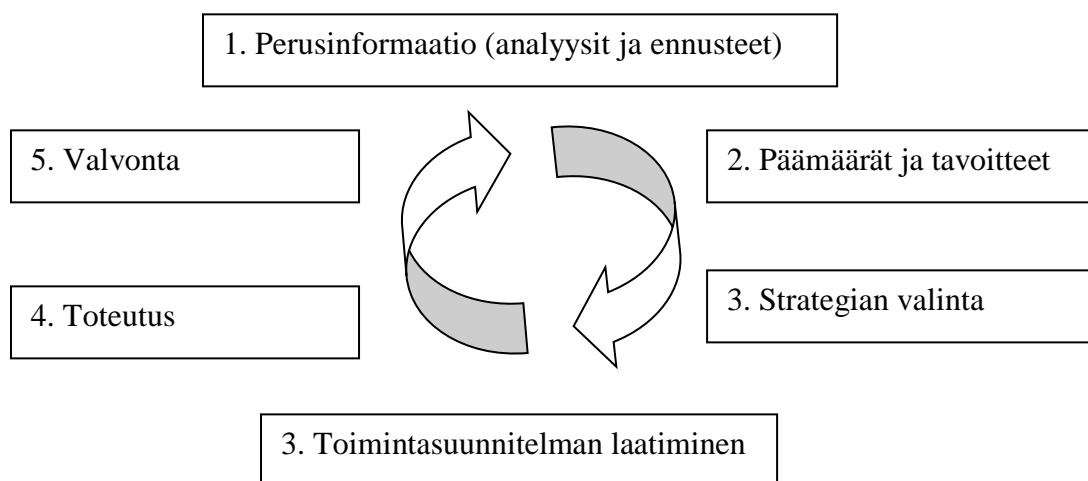 1. Perusinformaatio (analyysit ja ennusteet)
5. Valvonta
2. Päämäärät ja tavoitteet
4. Toteutus
3. Strategian valinta
3. Toimintasuunnitelman laatiminen